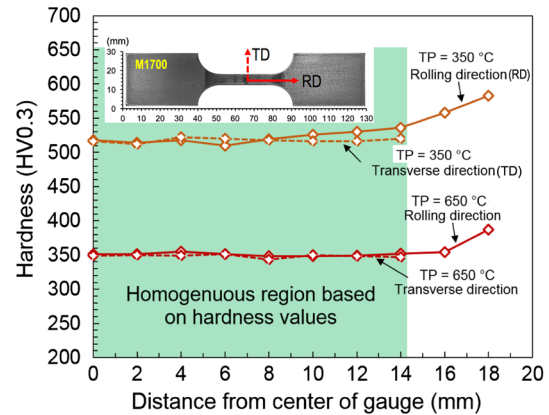 700
650
600
550
500
450
400
350
300
250
200
Hardness (HV0.3)
(mm)
30
20
10
0
M1700
TD
RD
0 10 20 30 40 50 60 70 80 90 100 110 120 130
TP = 350 °C
Rolling direction(RD)
TP = 350 °C
Transverse direction(TD)
TP = 650 °C
Rolling direction
TP = 650 °C
Transverse direction
Homogenuous region based
on hardness values
0 2 4 6 8 10 12 14 16 18 20
Distance from center of gauge (mm)